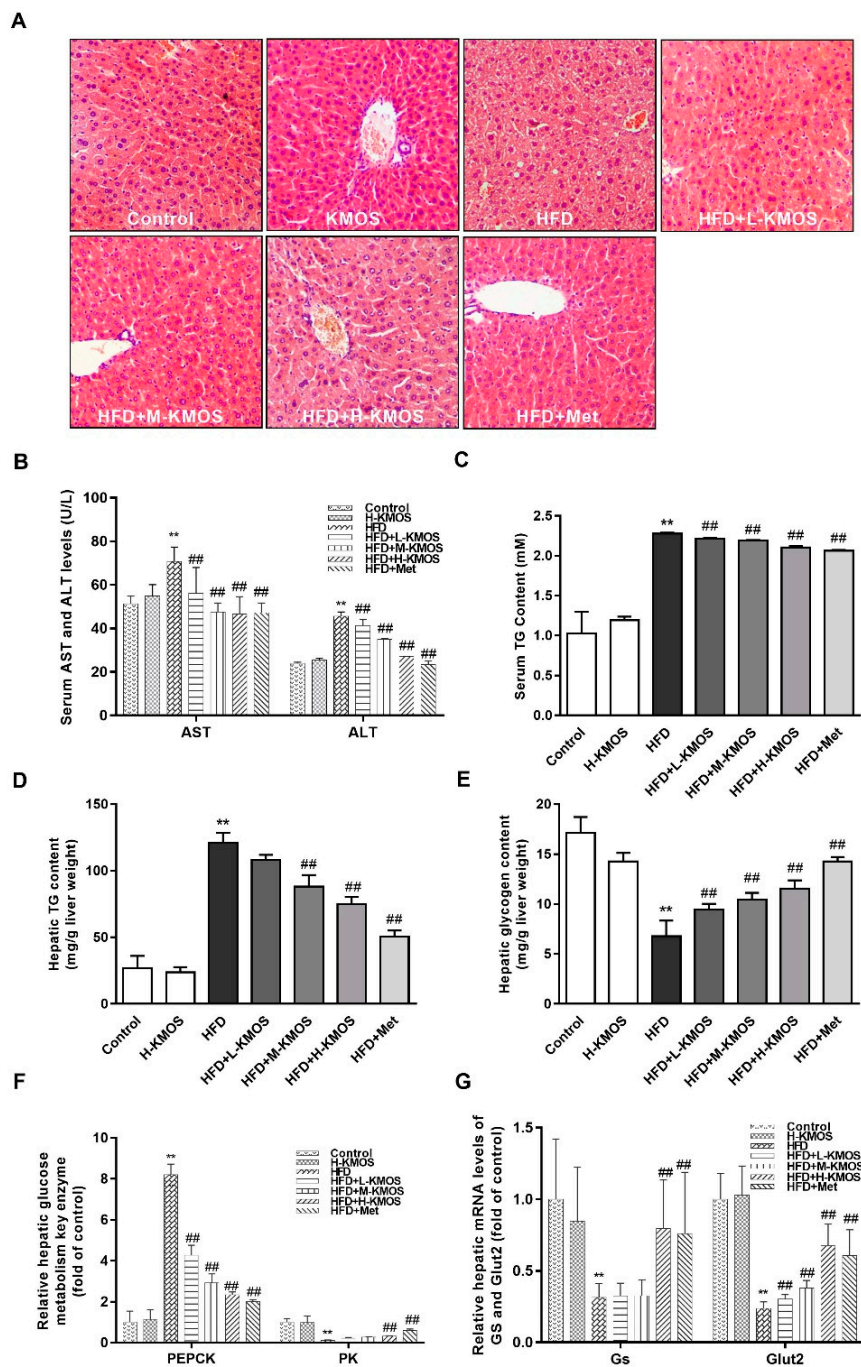 A
Control
KMOS
HFD
HFD+L-KMOS
HFD+M-KMOS
HFD+H-KMOS
HFD+Met
B
Serum AST and ALT levels (U/L)
100
80
60
40
20
0
**
##
##
##
##
**
##
##
##
##
AST
ALT
Control
H-KMOS
HFD
HFD+L-KMOS
HFD+M-KMOS
HFD+H-KMOS
HFD+Met
C
Serum TG Content (mM)
2.5
2.0
1.5
1.0
0.5
0.0
**
##
##
##
##
Control
H-KMOS
HFD
HFD+L-KMOS
HFD+M-KMOS
HFD+H-KMOS
HFD+Met
D
Hepatic TG content
(mg/g liver weight)
150
100
50
0
**
##
##
##
Control
H-KMOS
HFD
HFD+L-KMOS
HFD+M-KMOS
HFD+H-KMOS
HFD+Met
E
Hepatic glycogen content
(mg/g liver weight)
20
15
10
5
0
**
##
##
##
##
Control
H-KMOS
HFD
HFD+L-KMOS
HFD+M-KMOS
HFD+H-KMOS
HFD+Met
F
Relative hepatic glucose
metabolism key enzyme
(fold of control)
10
8
6
4
2
0
**
##
##
##
##
**
##
##
PEPCK
PK
Control
H-KMOS
HFD
HFD+L-KMOS
HFD+M-KMOS
HFD+H-KMOS
HFD+Met
G
Relative hepatic mRNA levels of
GS and Glut2 (fold of control)
1.5
1.0
0.5
0.0
**
##
##
**
##
##
##
##
Gs
Glut2
Control
H-KMOS
HFD
HFD+L-KMOS
HFD+M-KMOS
HFD+H-KMOS
HFD+Met